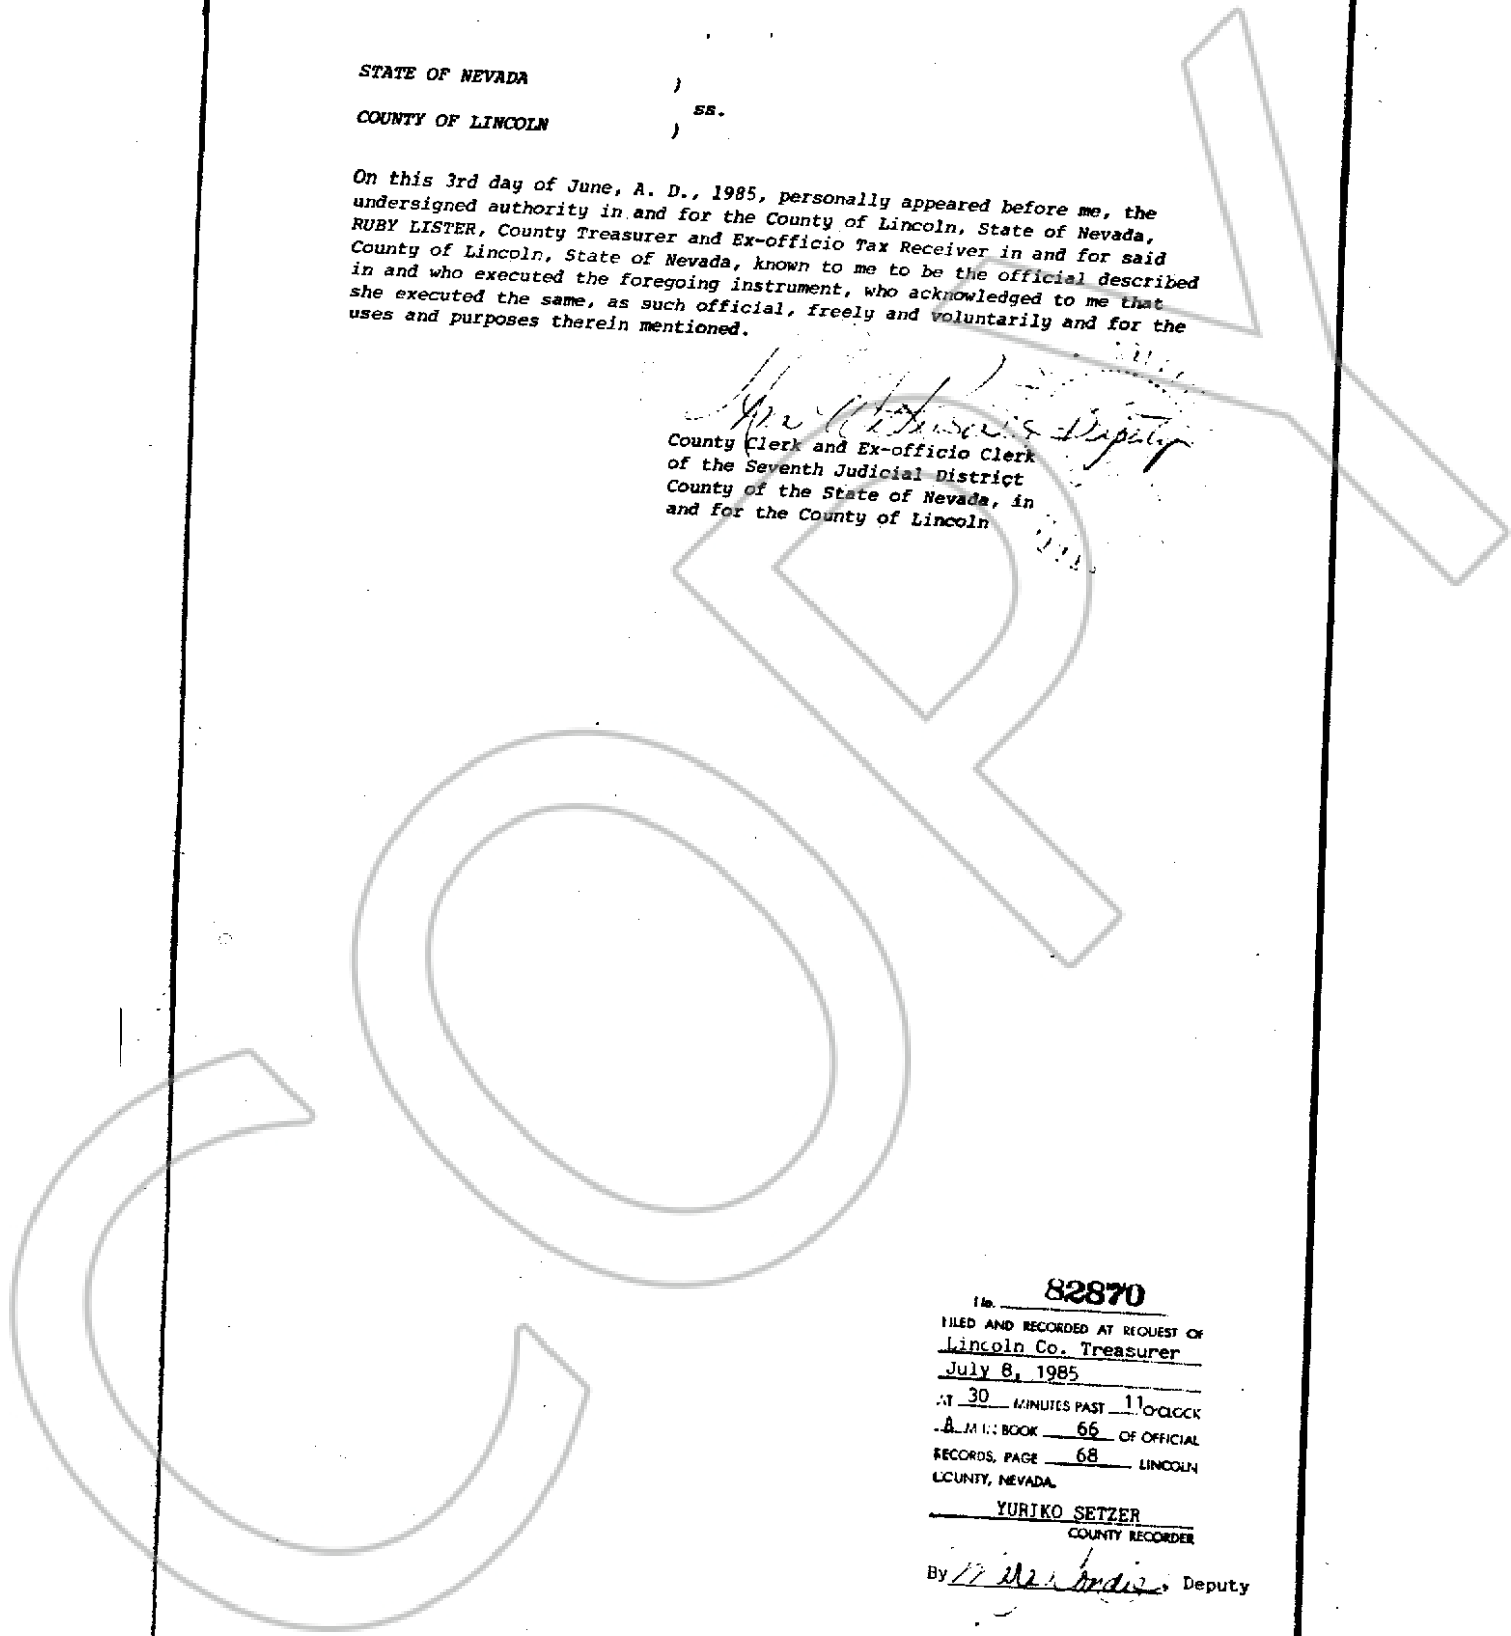 STATE OF NEVADA )
ss.
COUNTY OF LINCOLN )
On this 3rd day of June, A. D., 1985, personally appeared before me, the
undersigned authority in and for the County of Lincoln, State of Nevada,
RUBY LISTER, County Treasurer and Ex-officio Tax Receiver in and for said
County of Lincoln, State of Nevada, known to me to be the official described
in and who executed the foregoing instrument, who acknowledged to me that
she executed the same, as such official, freely and voluntarily and for the
uses and purposes therein mentioned.
Deputy
County Clerk and Ex-officio Clerk
of the Seventh Judicial District
County of the State of Nevada, in
and for the County of Lincoln
COPY
No. 82870
FILED AND RECORDED AT REQUEST OF
Lincoln Co. Treasurer
July 8, 1985
AT 30 MINUTES PAST 11 O'CLOCK
A M IN BOOK 66 OF OFFICIAL
RECORDS, PAGE 68 LINCOLN
COUNTY, NEVADA.
YURIKO SETZER
COUNTY RECORDER
By , Deputy